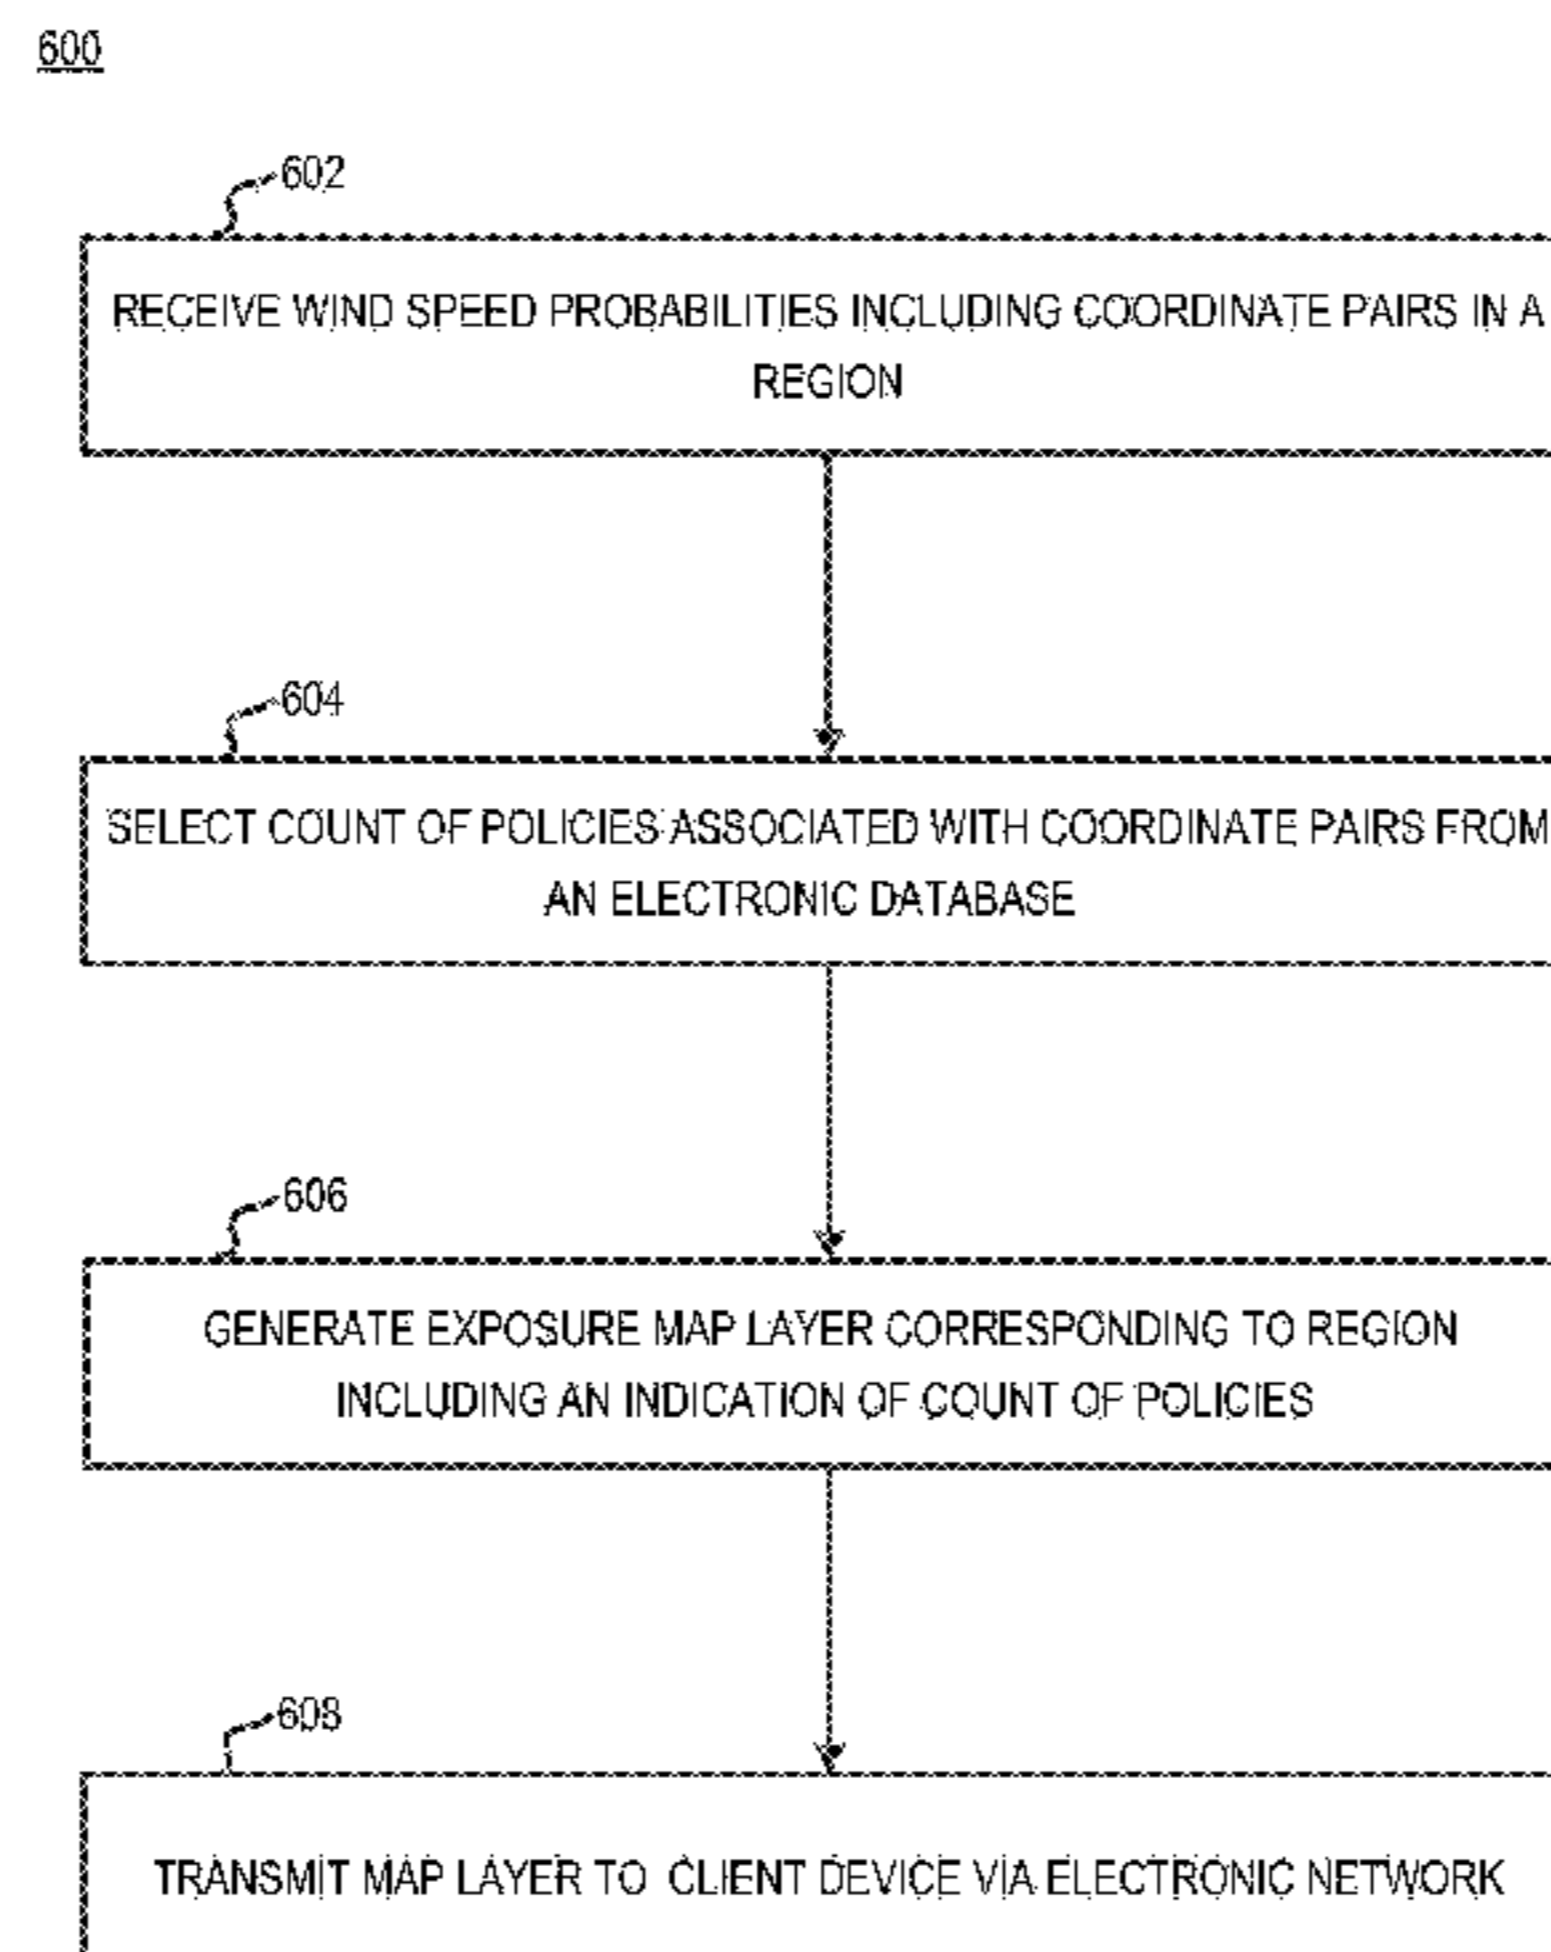 600
602
RECEIVE WIND SPEED PROBABILITIES INCLUDING COORDINATE PAIRS IN A
REGION
604
SELECT COUNT OF POLICIES ASSOCIATED WITH COORDINATE PAIRS FROM
AN ELECTRONIC DATABASE
606
GENERATE EXPOSURE MAP LAYER CORRESPONDING TO REGION
INCLUDING AN INDICATION OF COUNT OF POLICIES
608
TRANSMIT MAP LAYER TO CLIENT DEVICE VIA ELECTRONIC NETWORK